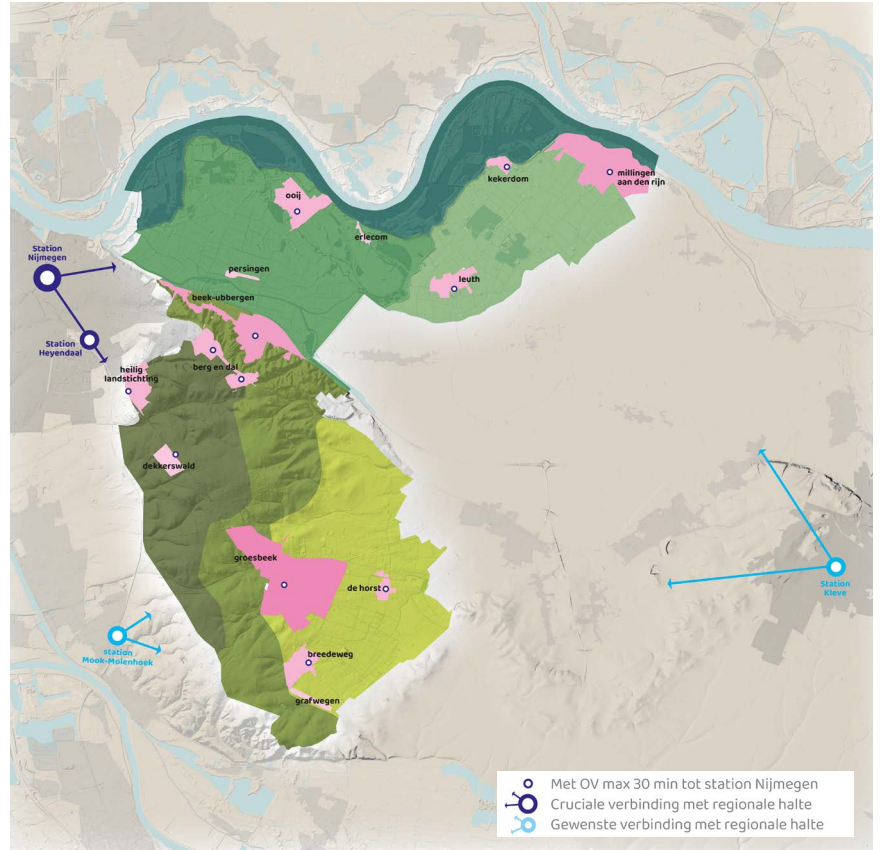 millingen
aan den rijn
kekerdom
ooij
erlecom
Station
Nijmegen
persingen
leuth
beek-ubbergen
Station
Heyendaal
berg en dal
heilig
landstichting
dekkerswald
groesbeek
de horst
Station
Kleve
station
Mook-Molenhoek
breedeweg
grafwegen
Met OV max 30 min tot station Nijmegen
Cruciale verbinding met regionale halte
Gewenste verbinding met regionale halte